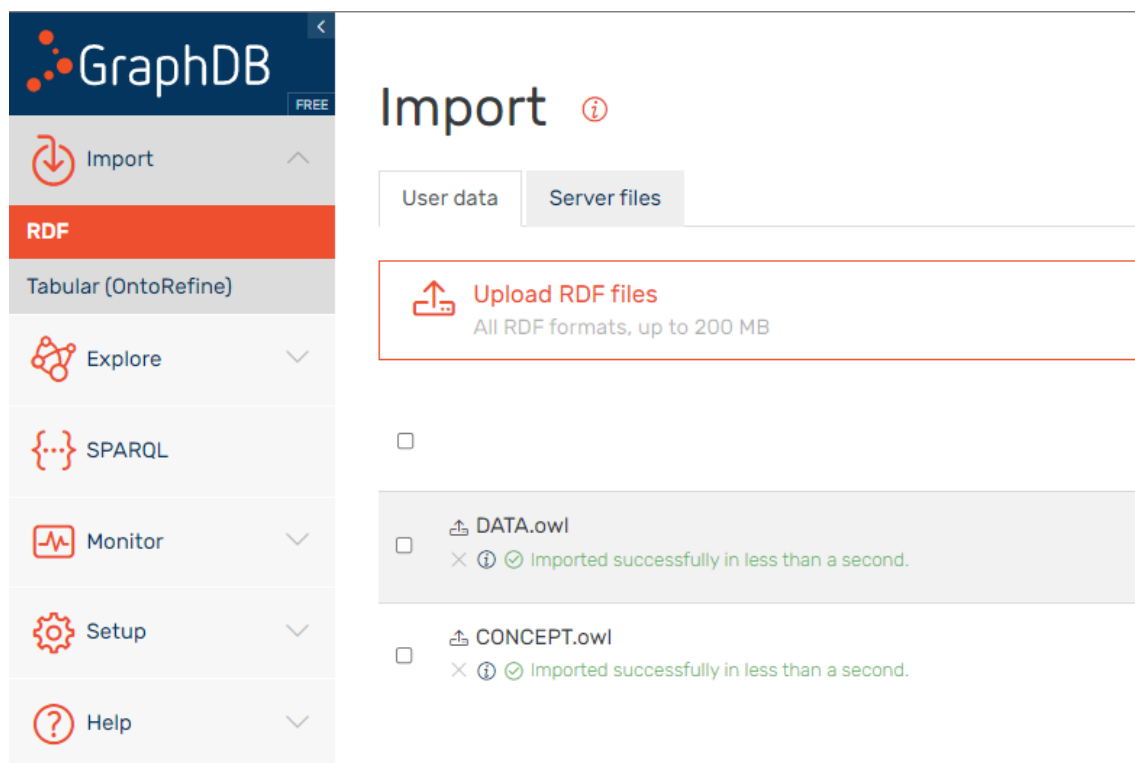 GraphDB
FREE
Import
RDF
Tabular (OntoRefine)
Explore
SPARQL
Monitor
Setup
Help
Import
User data
Server files
Upload RDF files
All RDF formats, up to 200 MB
DATA.owl
Imported successfully in less than a second.
CONCEPT.owl
Imported successfully in less than a second.